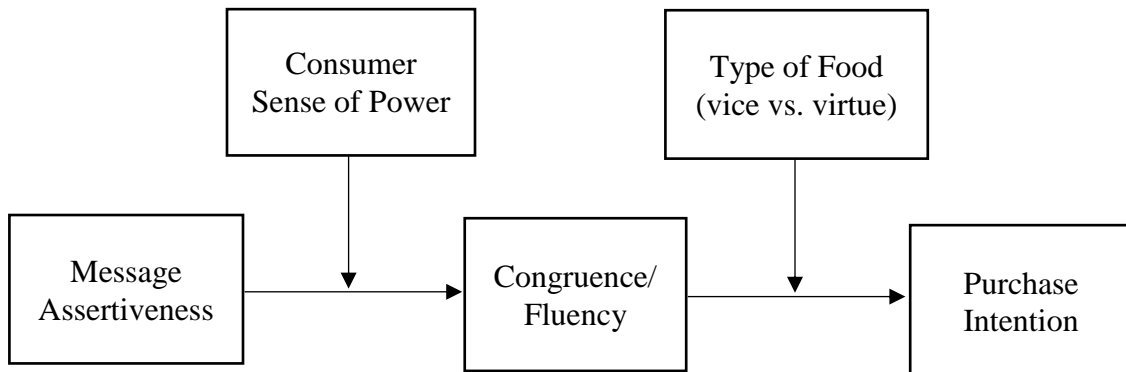 Consumer
Sense of Power
Type of Food
(vice vs. virtue)
Message
Assertiveness
Congruence/
Fluency
Purchase
Intention